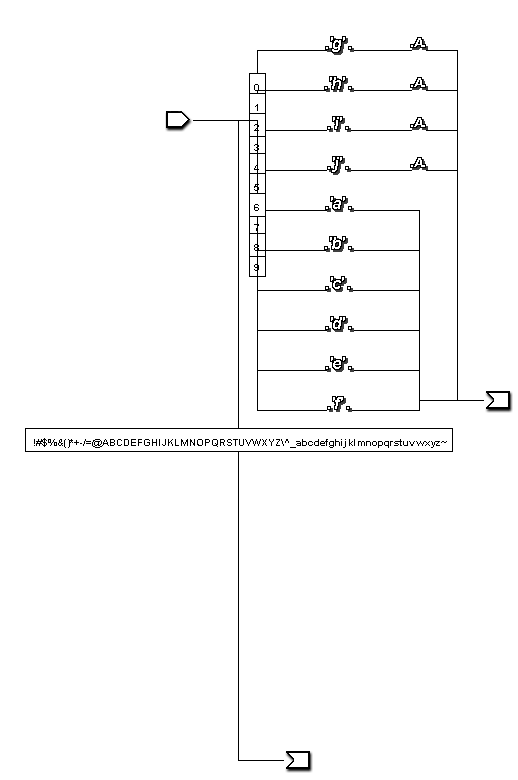 .'g'. .A.
.'h'. .A.
.'i'. .A.
.'j'. .A.
.'a'.
.'b'.
.'c'.
.'d'.
.'e'.
.'f'.
0
1
2
3
4
5
6
7
8
9
!#$%&()*+-/=@ABCDEFGHIJKLMNOPQRSTUVWXYZ\^_abcdefghijklmnopqrstuvwxyz~